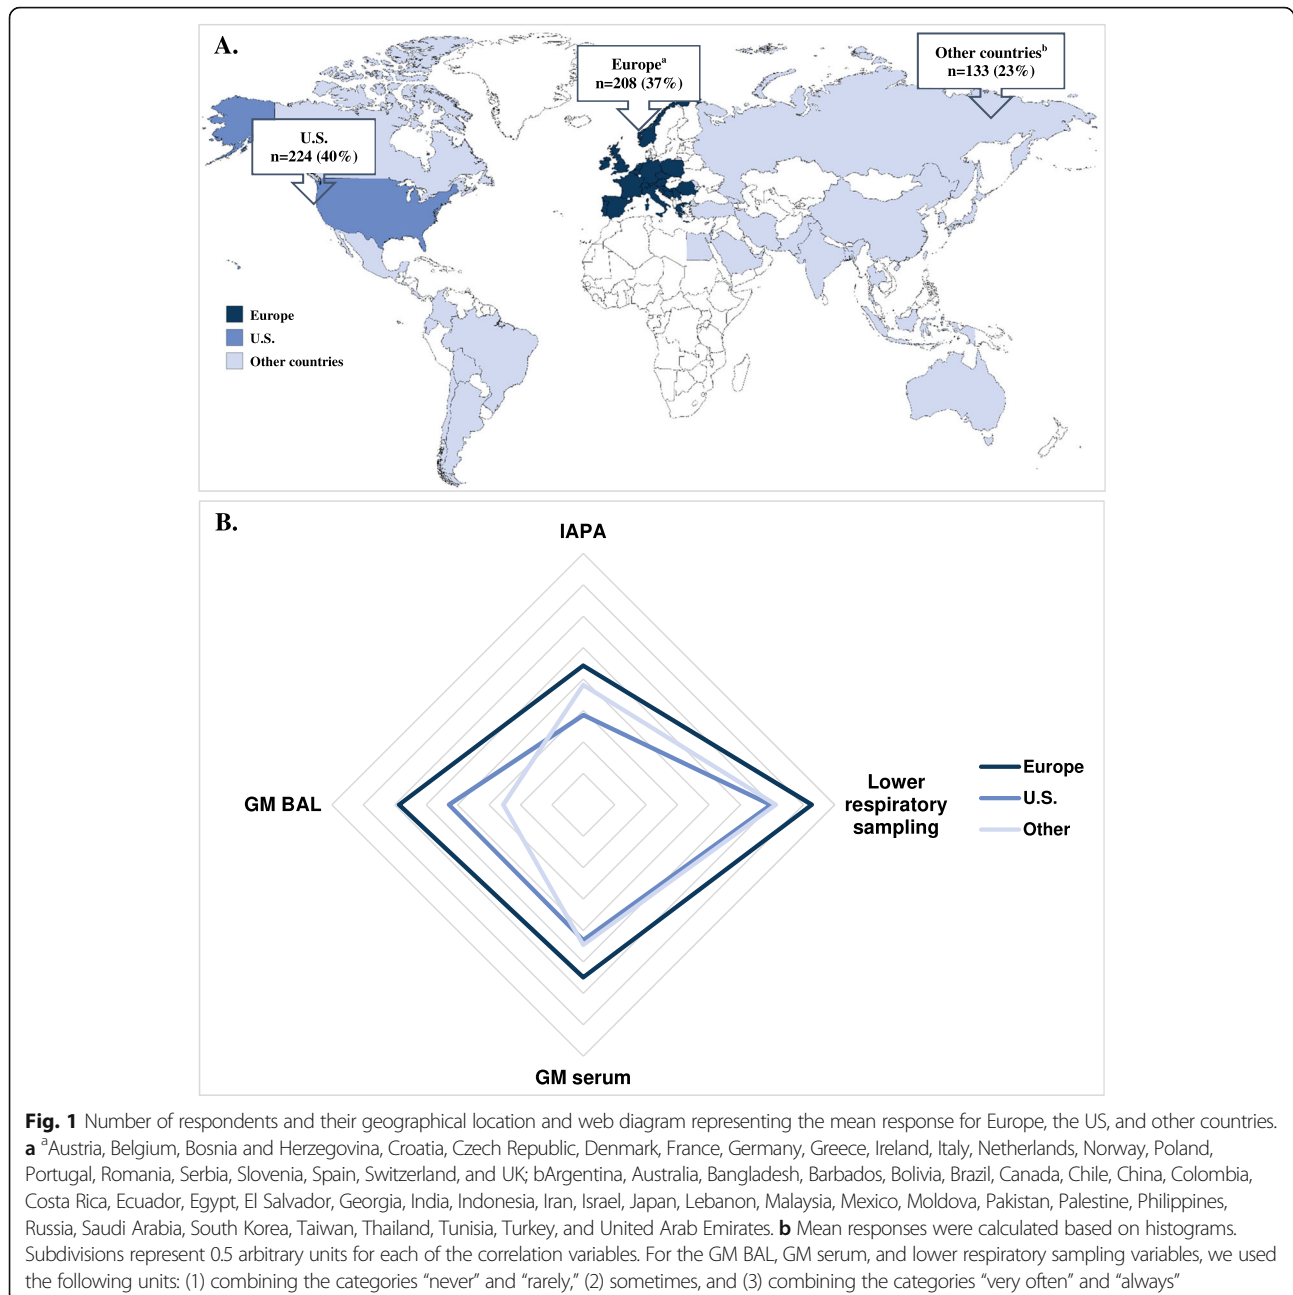 A.
U.S.
n=224 (40%)
Europeᵃ
n=208 (37%)
Other countriesᵇ
n=133 (23%)
Europe
U.S.
Other countries
B.
IAPA
GM BAL
Lower
respiratory
sampling
GM serum
Europe
U.S.
Other
Fig. 1 Number of respondents and their geographical location and web diagram representing the mean response for Europe, the US, and other countries.
a ᵃAustria, Belgium, Bosnia and Herzegovina, Croatia, Czech Republic, Denmark, France, Germany, Greece, Ireland, Italy, Netherlands, Norway, Poland,
Portugal, Romania, Serbia, Slovenia, Spain, Switzerland, and UK; bArgentina, Australia, Bangladesh, Barbados, Bolivia, Brazil, Canada, Chile, China, Colombia,
Costa Rica, Ecuador, Egypt, El Salvador, Georgia, India, Indonesia, Iran, Israel, Japan, Lebanon, Malaysia, Mexico, Moldova, Pakistan, Palestine, Philippines,
Russia, Saudi Arabia, South Korea, Taiwan, Thailand, Tunisia, Turkey, and United Arab Emirates. b Mean responses were calculated based on histograms.
Subdivisions represent 0.5 arbitrary units for each of the correlation variables. For the GM BAL, GM serum, and lower respiratory sampling variables, we used
the following units: (1) combining the categories “never” and “rarely,” (2) sometimes, and (3) combining the categories “very often” and “always”